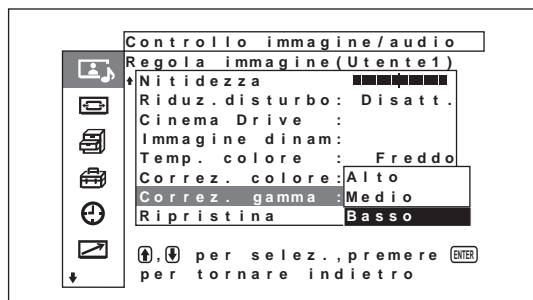 Controllo immagine/audio
Regola immagine(Utente1)
Nitidezza
Riduz.disturbo: Disatt.
Cinema Drive :
Immagine dinam:
Temp. colore : Freddo
Correz. colore: Alto
Correz. gamma : Medio
Ripristina Basso
per selez.,premere ENTER
per tornare indietro